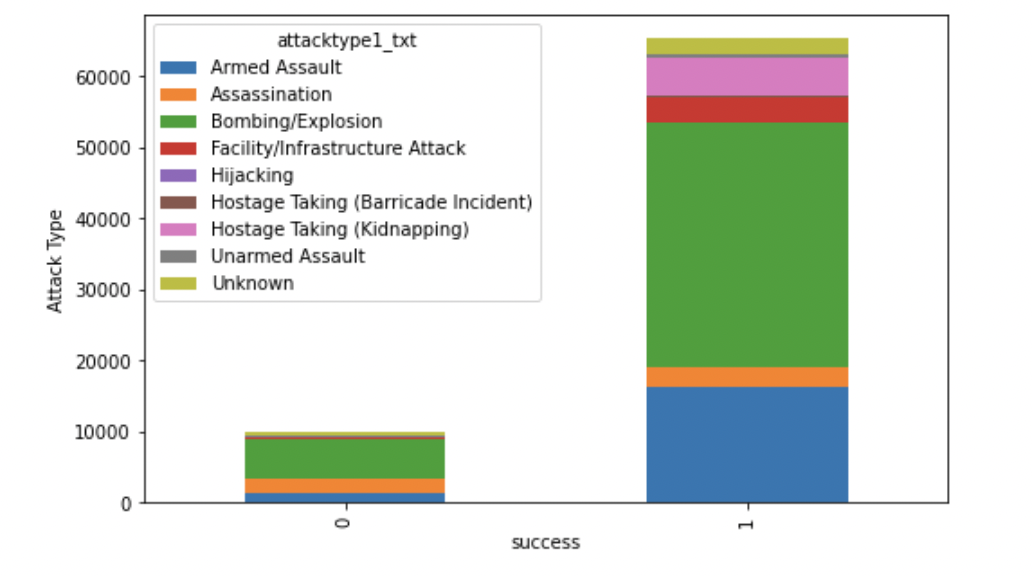 attacktype1_txt
Armed Assault
Assassination
Bombing/Explosion
Facility/Infrastructure Attack
Hijacking
Hostage Taking (Barricade Incident)
Hostage Taking (Kidnapping)
Unarmed Assault
Unknown
60000
50000
40000
30000
20000
10000
0
Attack Type
0
1
success